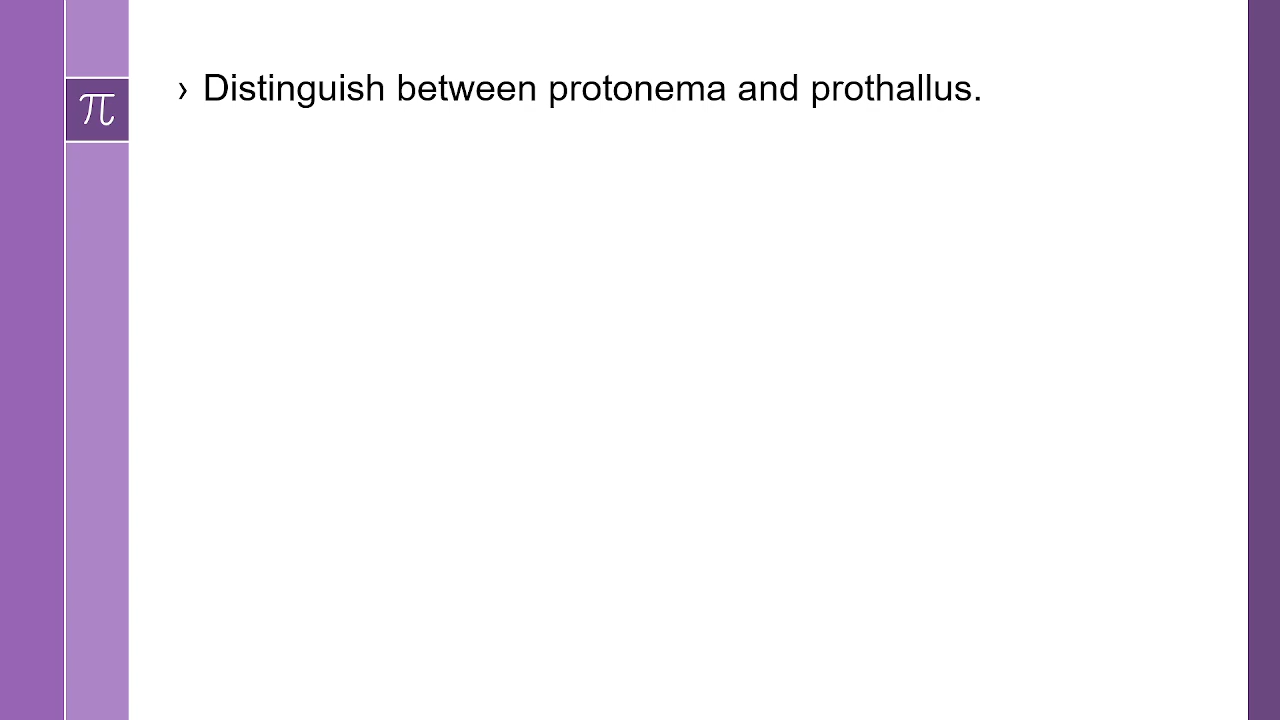 π
› Distinguish between protonema and prothallus.